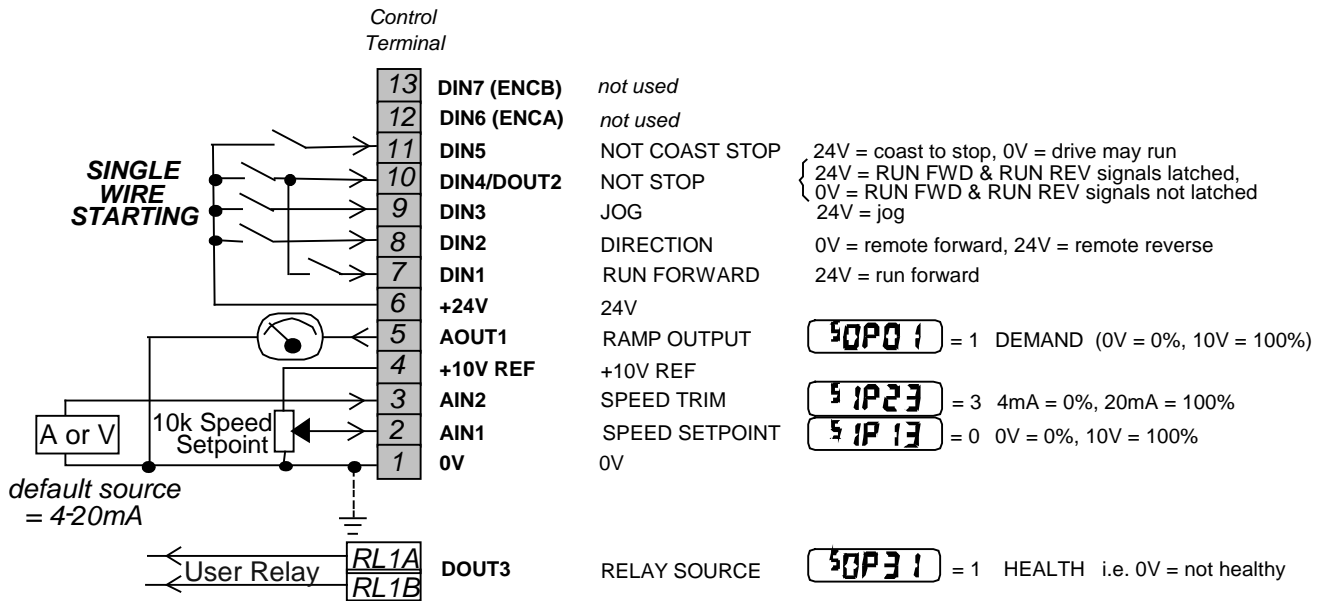 Control
Terminal
13 DIN7 (ENCB) not used
12 DIN6 (ENCA) not used
11 DIN5 NOT COAST STOP 24V = coast to stop, 0V = drive may run
SINGLE
WIRE
STARTING
10 DIN4/DOUT2 NOT STOP 24V = RUN FWD & RUN REV signals latched,
0V = RUN FWD & RUN REV signals not latched
9 DIN3 JOG 24V = jog
8 DIN2 DIRECTION 0V = remote forward, 24V = remote reverse
7 DIN1 RUN FORWARD 24V = run forward
6 +24V 24V
5 AOUT1 RAMP OUTPUT SOP01 = 1 DEMAND (0V = 0%, 10V = 100%)
4 +10V REF +10V REF
3 AIN2 SPEED TRIM SIP23 = 3 4mA = 0%, 20mA = 100%
A or V
10k Speed
Setpoint
2 AIN1 SPEED SETPOINT SIP13 = 0 0V = 0%, 10V = 100%
1 0V 0V
default source
= 4-20mA
User Relay
RL1A
RL1B
DOUT3 RELAY SOURCE SOP31 = 1 HEALTH i.e. 0V = not healthy